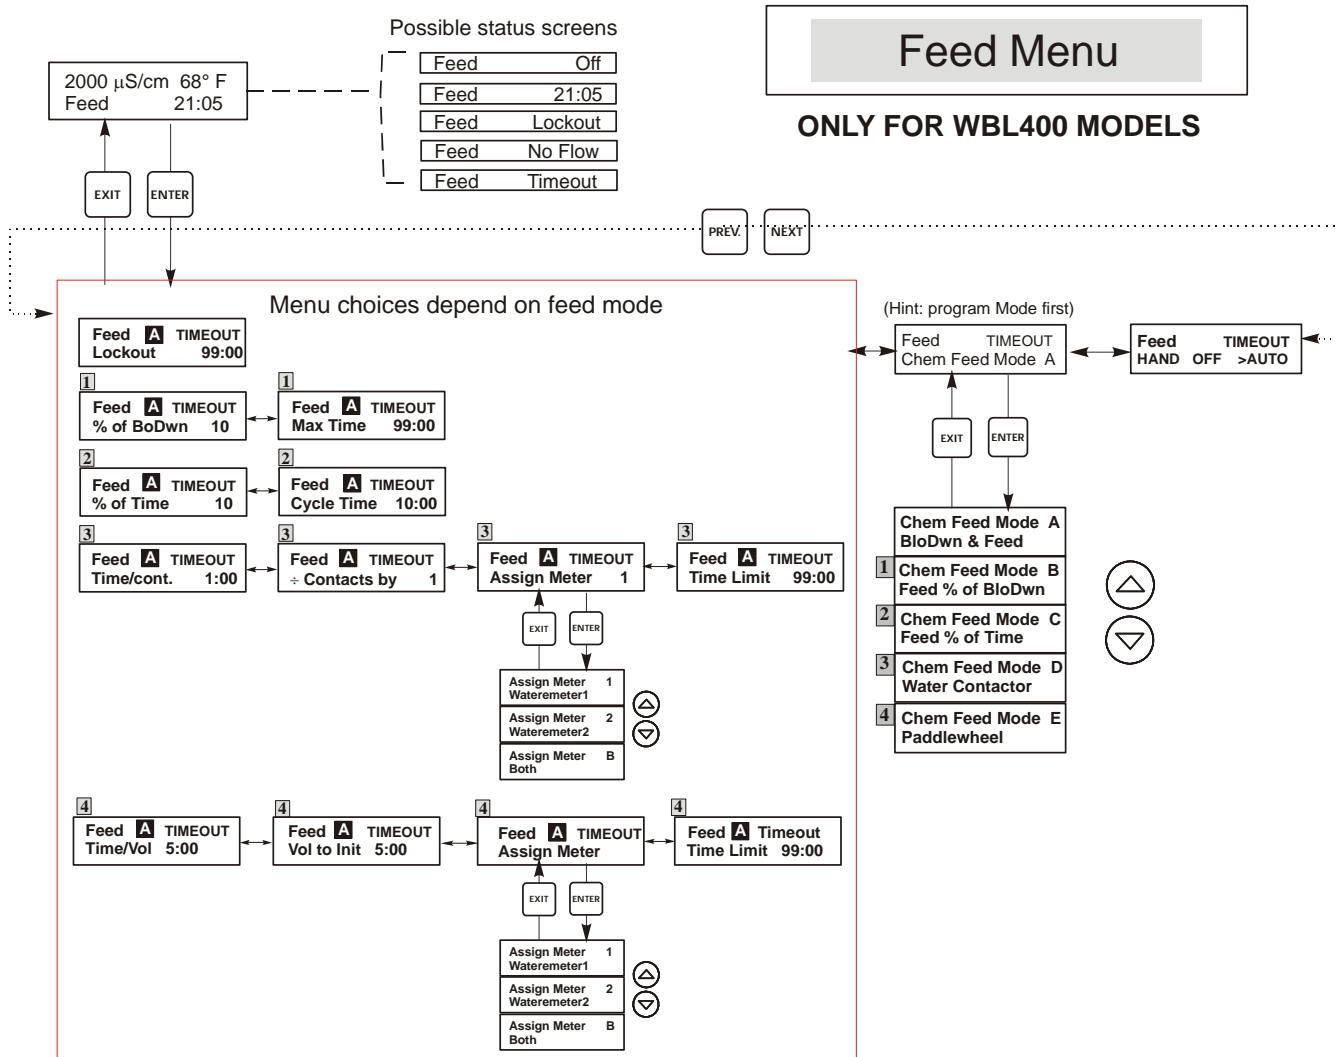 Possible status screens
Feed Menu
ONLY FOR WBL400 MODELS
2000 µS/cm 68° F
Feed 21:05
Feed Off
Feed 21:05
Feed Lockout
Feed No Flow
Feed Timeout
EXIT
ENTER
PREV.
NEXT
Menu choices depend on feed mode
Feed A TIMEOUT
Lockout 99:00
1
Feed A TIMEOUT
% of BoDwn 10
1
Feed A TIMEOUT
Max Time 99:00
2
Feed A TIMEOUT
% of Time 10
2
Feed A TIMEOUT
Cycle Time 10:00
3
Feed A TIMEOUT
Time/cont. 1:00
3
Feed A TIMEOUT
÷ Contacts by 1
3
Feed A TIMEOUT
Assign Meter 1
3
Feed A TIMEOUT
Time Limit 99:00
EXIT
ENTER
Assign Meter 1
Wateremeter1
Assign Meter 2
Wateremeter2
Assign Meter B
Both
4
Feed A TIMEOUT
Time/Vol 5:00
4
Feed A TIMEOUT
Vol to Init 5:00
4
Feed A TIMEOUT
Assign Meter
4
Feed A Timeout
Time Limit 99:00
EXIT
ENTER
Assign Meter 1
Wateremeter1
Assign Meter 2
Wateremeter2
Assign Meter B
Both
(Hint: program Mode first)
Feed TIMEOUT
Chem Feed Mode A
Feed TIMEOUT
HAND OFF >AUTO
EXIT
ENTER
Chem Feed Mode A
BloDwn & Feed
1
Chem Feed Mode B
Feed % of BloDwn
2
Chem Feed Mode C
Feed % of Time
3
Chem Feed Mode D
Water Contactor
4
Chem Feed Mode E
Paddlewheel